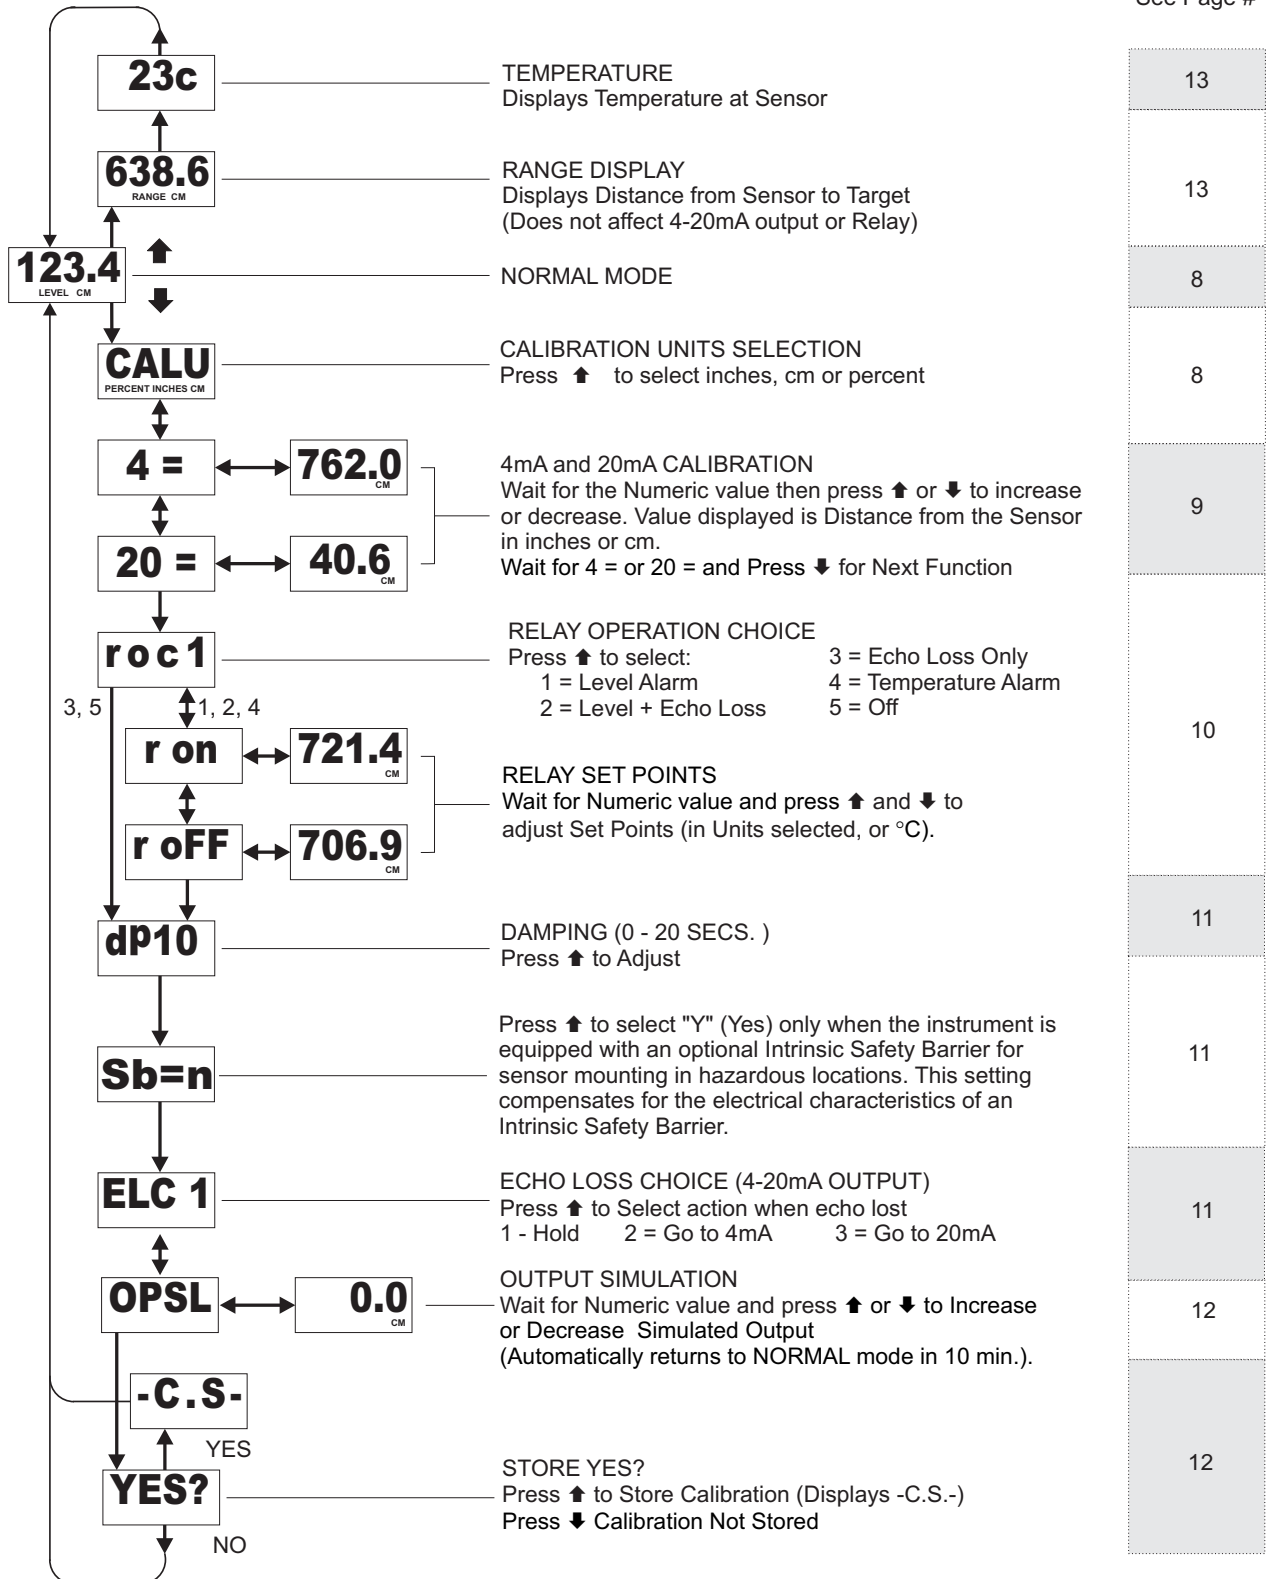 See Page #
23c
TEMPERATURE
Displays Temperature at Sensor
13
638.6
RANGE CM
RANGE DISPLAY
Displays Distance from Sensor to Target
(Does not affect 4-20mA output or Relay)
13
123.4
LEVEL CM
NORMAL MODE
8
CALU
PERCENT INCHES CM
CALIBRATION UNITS SELECTION
Press ⬆ to select inches, cm or percent
8
4 =
762.0
CM
20 =
40.6
CM
4mA and 20mA CALIBRATION
Wait for the Numeric value then press ⬆ or ⬇ to increase
or decrease. Value displayed is Distance from the Sensor
in inches or cm.
Wait for 4 = or 20 = and Press ⬇ for Next Function
9
roc1
RELAY OPERATION CHOICE
Press ⬆ to select:
1 = Level Alarm
2 = Level + Echo Loss
3 = Echo Loss Only
4 = Temperature Alarm
5 = Off
3, 5
1, 2, 4
10
r on
721.4
CM
r oFF
706.9
CM
RELAY SET POINTS
Wait for Numeric value and press ⬆ and ⬇ to
adjust Set Points (in Units selected, or °C).
dP10
DAMPING (0 - 20 SECS. )
Press ⬆ to Adjust
11
Sb=n
Press ⬆ to select "Y" (Yes) only when the instrument is
equipped with an optional Intrinsic Safety Barrier for
sensor mounting in hazardous locations. This setting
compensates for the electrical characteristics of an
Intrinsic Safety Barrier.
11
ELC 1
ECHO LOSS CHOICE (4-20mA OUTPUT)
Press ⬆ to Select action when echo lost
1 - Hold 2 = Go to 4mA 3 = Go to 20mA
11
OPSL
0.0
CM
OUTPUT SIMULATION
Wait for Numeric value and press ⬆ or ⬇ to Increase
or Decrease Simulated Output
(Automatically returns to NORMAL mode in 10 min.).
12
-C.S-
YES
YES?
NO
STORE YES?
Press ⬆ to Store Calibration (Displays -C.S.-)
Press ⬇ Calibration Not Stored
12